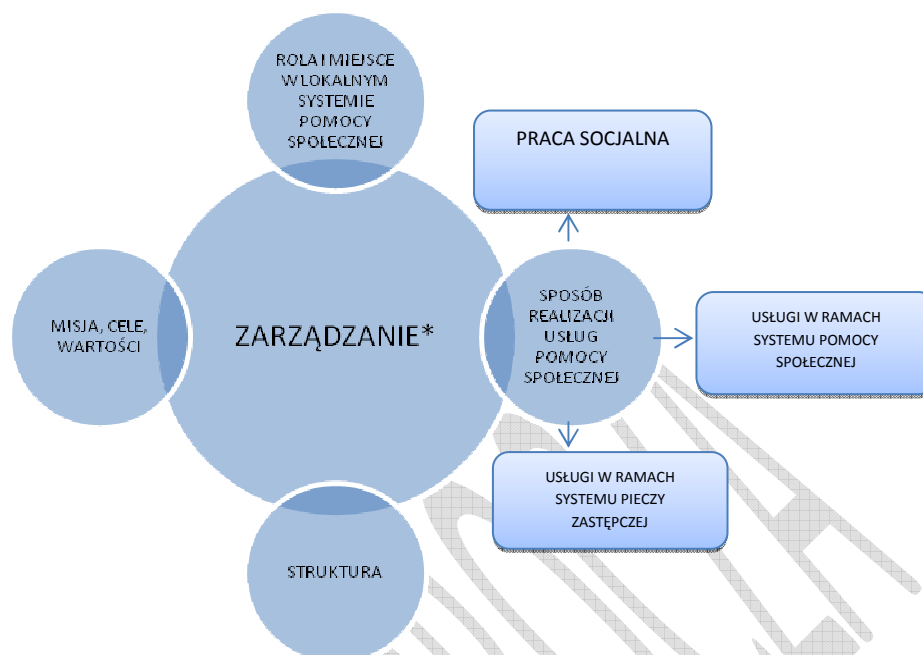 ROLA I MIEJSCE
W LOKALNYM
SYSTEMIE
POMOCY
SPOŁECZNEJ
PRACA SOCJALNA
MISJA, CELE,
WARTOŚCI
ZARZĄDZANIE*
SPOSÓB
REALIZACJI
USŁUG
POMOCY
SPOŁECZNEJ
USŁUGI W RAMACH
SYSTEMU POMOCY
SPOŁECZNEJ
USŁUGI W RAMACH
SYSTEMU PIECZY
ZASTĘPCZEJ
STRUKTURA